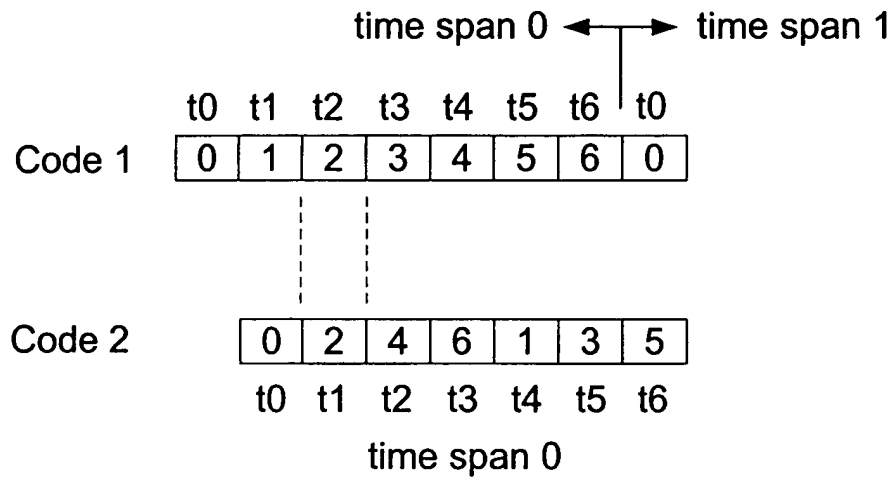 time span 0 time span 1
t0 t1 t2 t3 t4 t5 t6 t0
Code 1 0 1 2 3 4 5 6 0
Code 2 0 2 4 6 1 3 5
t0 t1 t2 t3 t4 t5 t6
time span 0